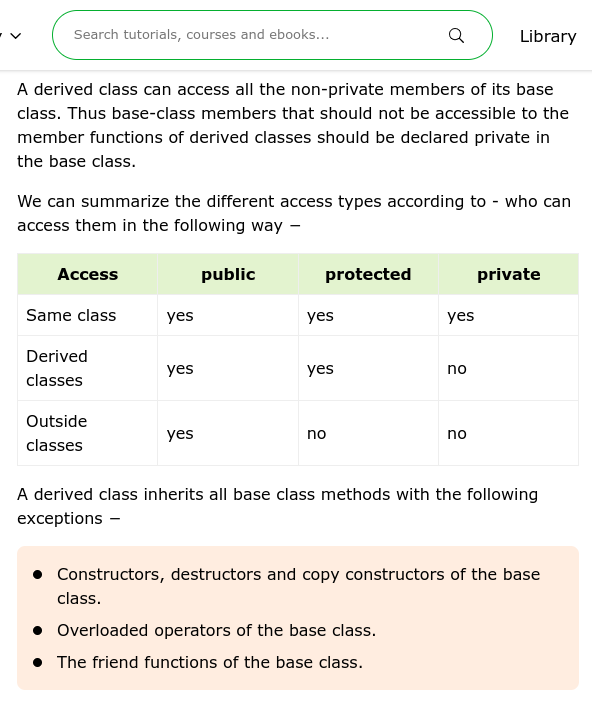 Search tutorials, courses and ebooks...
Library
A derived class can access all the non-private members of its base
class. Thus base-class members that should not be accessible to the
member functions of derived classes should be declared private in
the base class.
We can summarize the different access types according to - who can
access them in the following way −
Access public protected private
Same class yes yes yes
Derived
classes yes yes no
Outside
classes yes no no
A derived class inherits all base class methods with the following
exceptions −
● Constructors, destructors and copy constructors of the base
class.
● Overloaded operators of the base class.
● The friend functions of the base class.